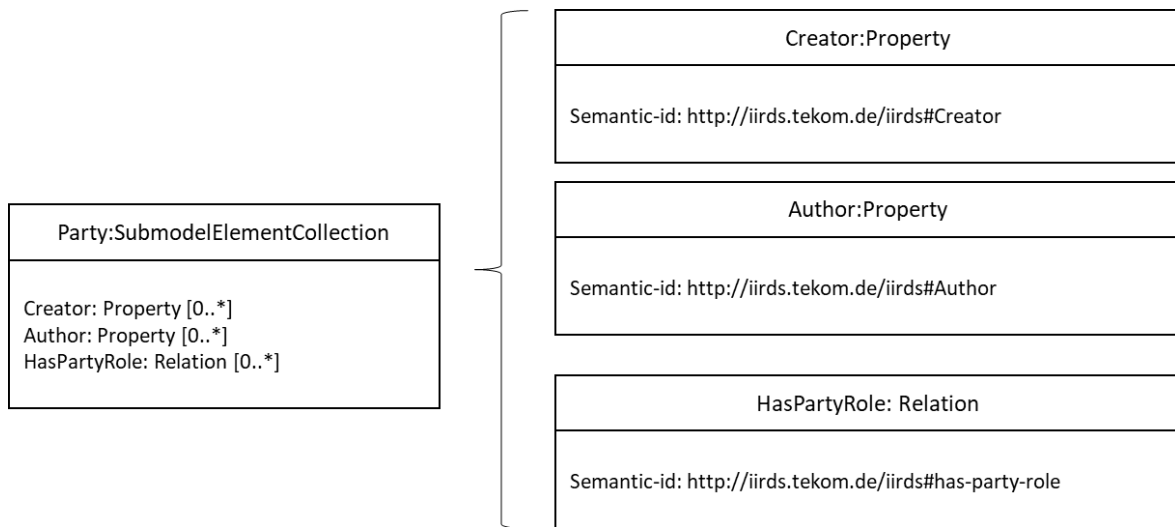 Party:SubmodelElementCollection
Creator: Property [0..*]
Author: Property [0..*]
HasPartyRole: Relation [0..*]
Creator:Property
Semantic-id: http://iirds.tekom.de/iirds#Creator
Author:Property
Semantic-id: http://iirds.tekom.de/iirds#Author
HasPartyRole: Relation
Semantic-id: http://iirds.tekom.de/iirds#has-party-role